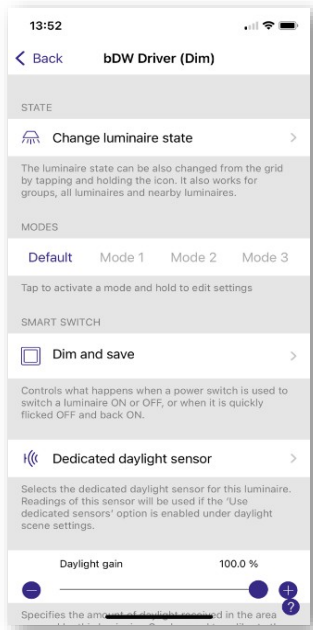 13:52
Back bDW Driver (Dim)
STATE
Change luminaire state
The luminaire state can be also changed from the grid
by tapping and holding the icon. It also works for
groups, all luminaires and nearby luminaires.
MODES
Default Mode 1 Mode 2 Mode 3
Tap to activate a mode and hold to edit settings
SMART SWITCH
Dim and save
Controls what happens when a power switch is used to
switch a luminaire ON or OFF, or when it is quickly
flicked OFF and back ON.
Dedicated daylight sensor
Selects the dedicated daylight sensor for this luminaire.
Readings of this sensor will be used if the 'Use
dedicated sensors' option is enabled under daylight
scene settings.
Daylight gain 100.0 %
?
Specifies the amount of daylight received in the area